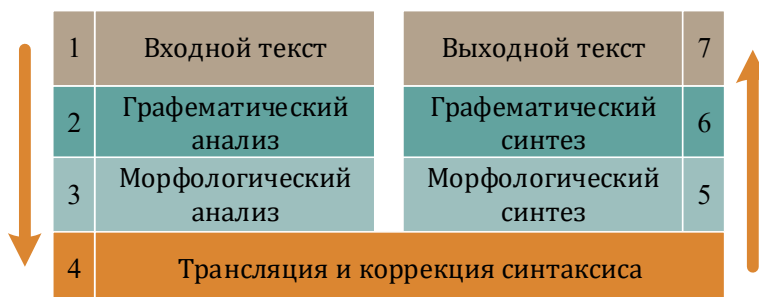 1 Входной текст
Выходной текст 7
2 Графематический
анализ
Графематический
синтез 6
3 Морфологический
анализ
Морфологический
синтез 5
4 Трансляция и коррекция синтаксиса